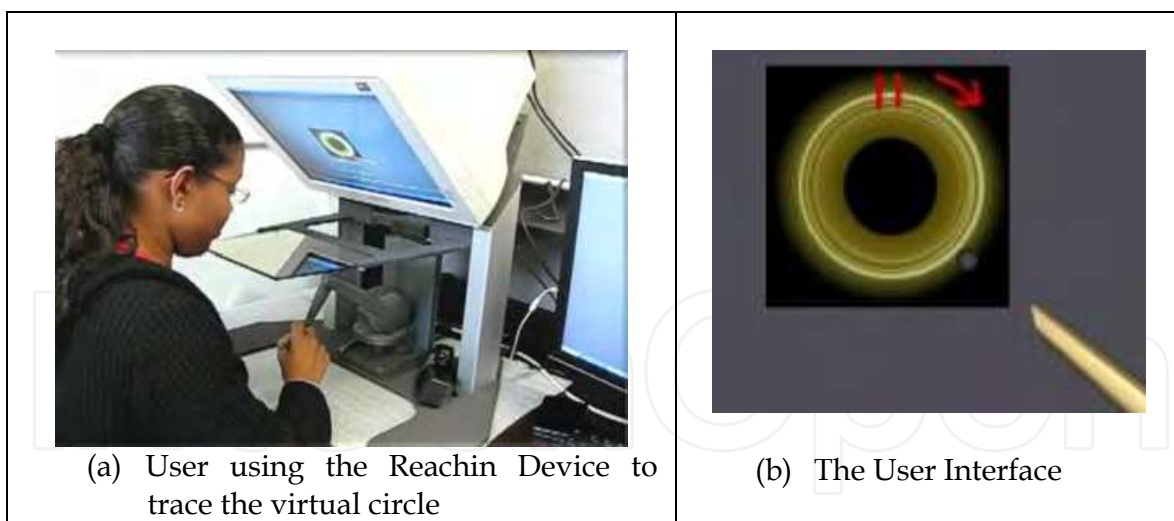 (a) User using the Reachin Device to
trace the virtual circle
(b) The User Interface